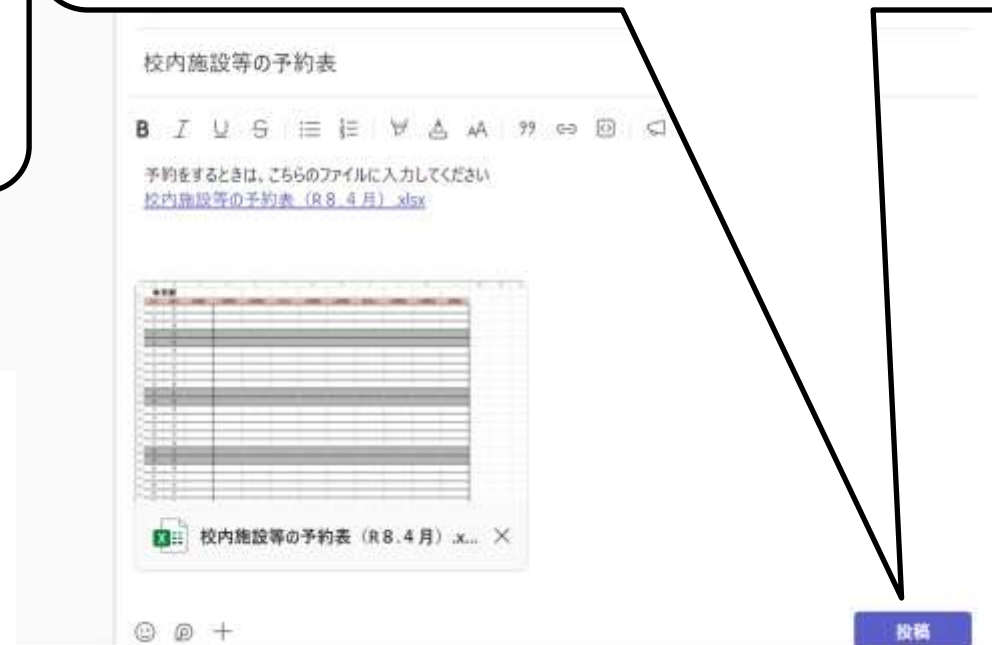 校内施設等の予約表
B I U S AA 99
予約をするときは、こちらのファイルに入力してください
校内施設等の予約表（R８.４月）.xlsx
校内施設等の予約表（R８.４月）.x...
投稿